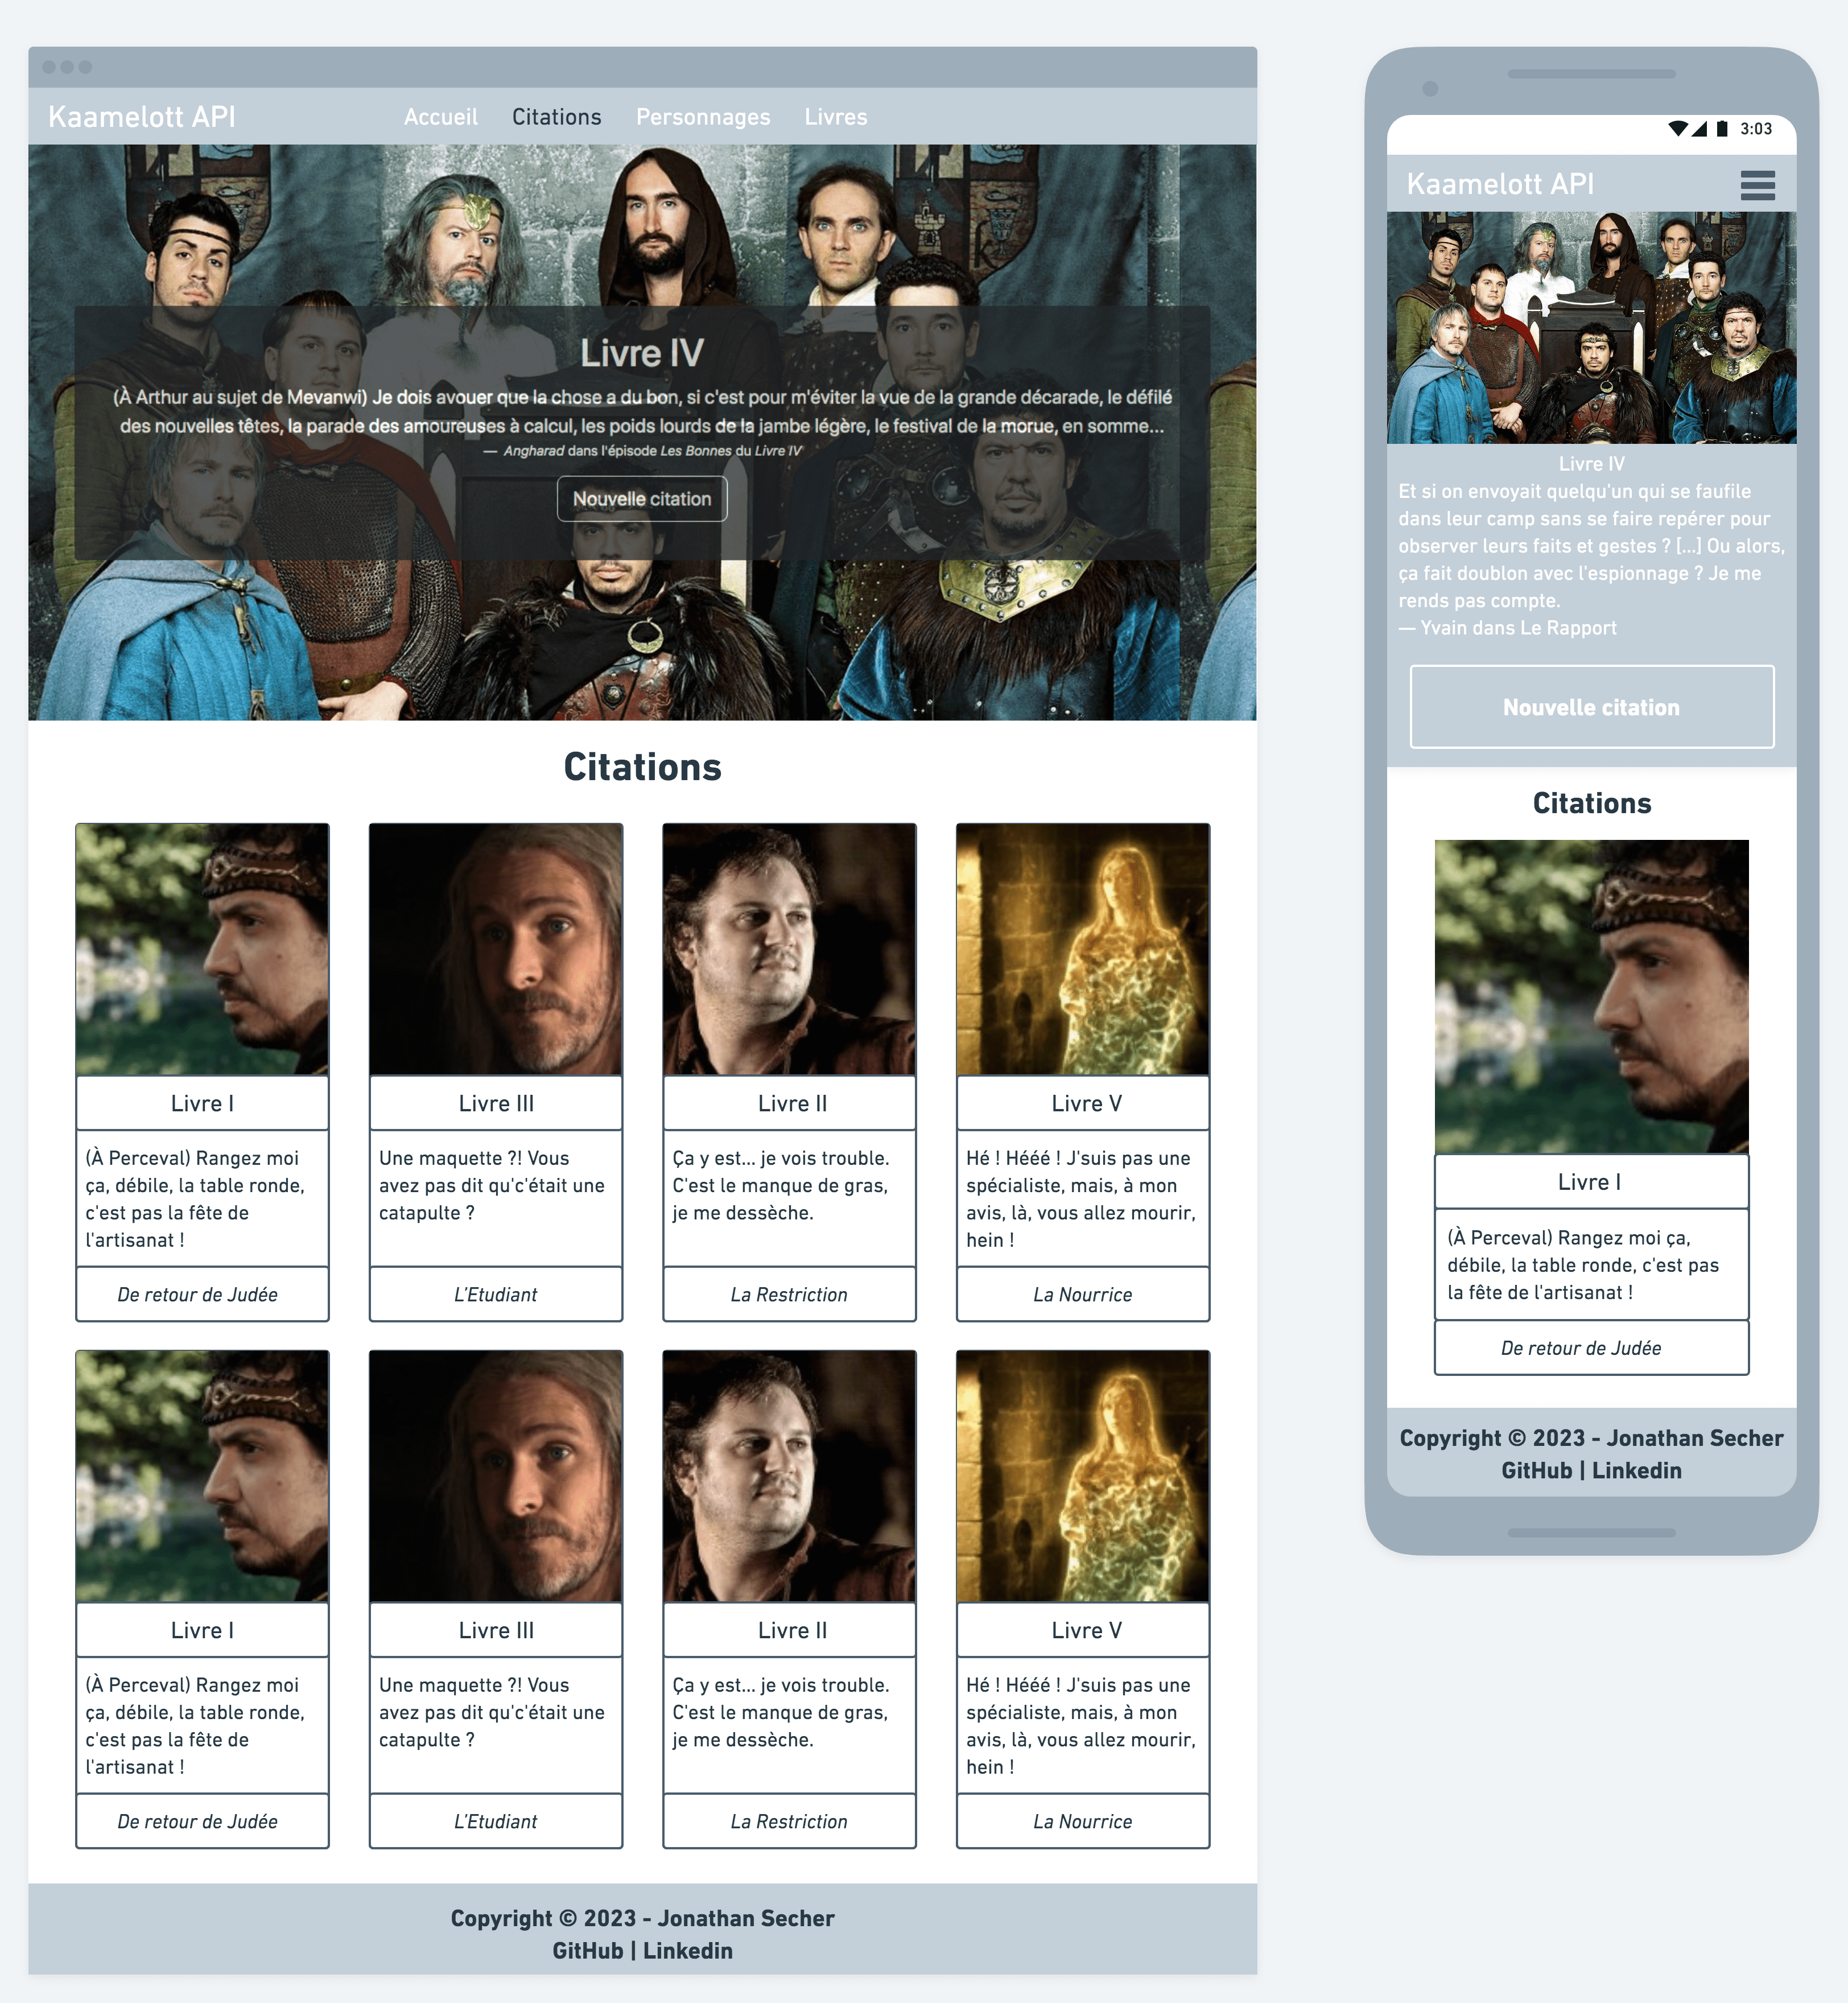 Kaamelott API
Accueil Citations Personnages Livres
Livre IV
(À Arthur au sujet de Mevanwi) Je dois avouer que la chose a du bon, si c'est pour m'éviter la vue de la grande décarade, le défilé
des nouvelles têtes, la parade des amoureuses à calcul, les poids lourds de la jambe légère, le festival de la morue, en somme...
— Angharad dans l'épisode Les Bonnes du Livre IV
Nouvelle citation
Citations
Livre I
(À Perceval) Rangez moi
ça, débile, la table ronde,
c'est pas la fête de
l'artisanat !
De retour de Judée
Livre III
Une maquette ?! Vous
avez pas dit qu'c'était une
catapulte ?
L'Etudiant
Livre II
Ça y est... je vois trouble.
C'est le manque de gras,
je me dessèche.
La Restriction
Livre V
Hé ! Hééé ! J'suis pas une
spécialiste, mais, à mon
avis, là, vous allez mourir,
hein !
La Nourrice
Livre I
(À Perceval) Rangez moi
ça, débile, la table ronde,
c'est pas la fête de
l'artisanat !
De retour de Judée
Livre III
Une maquette ?! Vous
avez pas dit qu'c'était une
catapulte ?
L'Etudiant
Livre II
Ça y est... je vois trouble.
C'est le manque de gras,
je me dessèche.
La Restriction
Livre V
Hé ! Hééé ! J'suis pas une
spécialiste, mais, à mon
avis, là, vous allez mourir,
hein !
La Nourrice
Copyright © 2023 - Jonathan Secher
GitHub | Linkedin
3:03
Kaamelott API
Livre IV
Et si on envoyait quelqu'un qui se faufile
dans leur camp sans se faire repérer pour
observer leurs faits et gestes ? [...] Ou alors,
ça fait doublon avec l'espionnage ? Je me
rends pas compte.
— Yvain dans Le Rapport
Nouvelle citation
Citations
Livre I
(À Perceval) Rangez moi ça,
débile, la table ronde, c'est pas
la fête de l'artisanat !
De retour de Judée
Copyright © 2023 - Jonathan Secher
GitHub | Linkedin